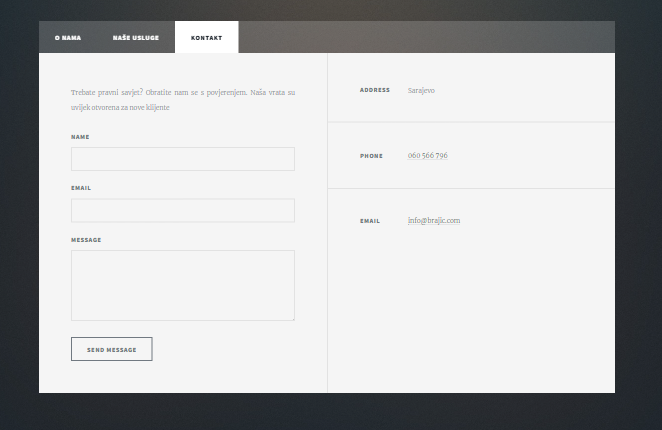 O NAMA
NAŠE USLUGE
KONTAKT
Trebate pravni savjet? Obratite nam se s povjerenjem. Naša vrata su
uvijek otvorena za nove klijente
NAME
EMAIL
MESSAGE
SEND MESSAGE
ADDRESS Sarajevo
PHONE 060 566 796
EMAIL info@brajic.com